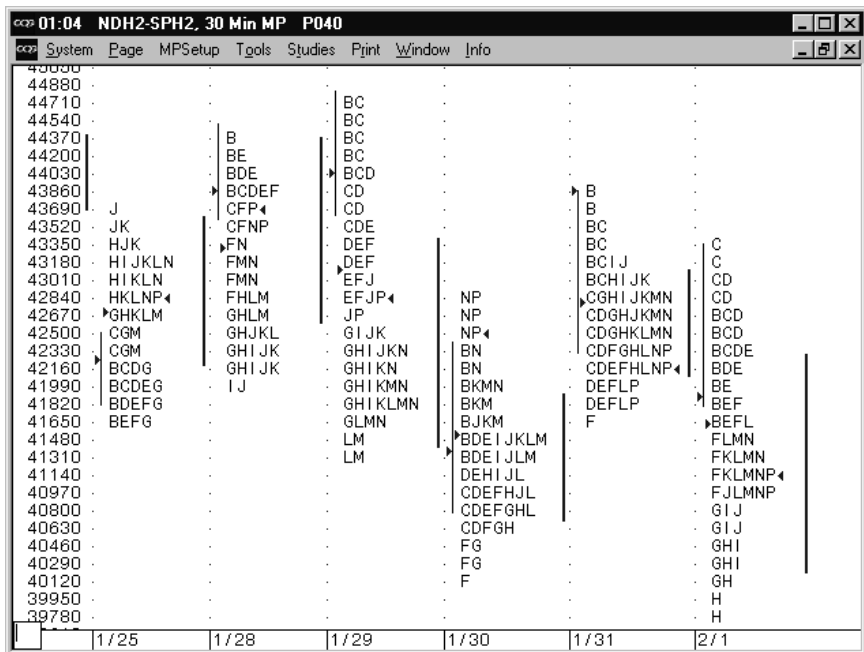 01:04 NDH2-SPH2, 30 Min MP P040
System Page MPSetup Tools Studies Print Window Info
45050
44880
44710 BC
44540 BC
44370 B BC
44200 BE BC
44030 BDE BCD
43860 BCDEF CD B
43690 J CFP CD B
43520 JK CFNP CDE BC
43350 HJK FN DEF BC C
43180 HIJKLN FMN DEF BCIJ C
43010 HIKLN FMN EFJ BCHIJK CD
42840 HKLNP FHLM EFJP NP CGHIJKMN CD
42670 GHKLM GHLM JP NP CDGHJKMN BCD
42500 CGM GHJKL GIJK NP CDGHKLMN BCD
42330 CGM GHIJK GHIJKN BN CDFGHLNP BCDE
42160 BCDG GHIJK GHIKN BN CDEFHLNP BDE
41990 BCDEG IJ GHIKMN BKMN DEFLP BE
41820 BDEFG GHIKLMN BKM DEFLP BEF
41650 BEFG GLMN BJKM F BEFL
41480 LM BDEIJKLM FLMN
41310 LM BDEIJLM FKLMN
41140 DEHIJL FKLMNP
40970 CDEFHJL FJLMNP
40800 CDEFGHL GIJ
40630 CDFGH GIJ
40460 FG GHI
40290 FG GHI
40120 F GH
39950 H
39780 H
1/25 1/28 1/29 1/30 1/31 2/1